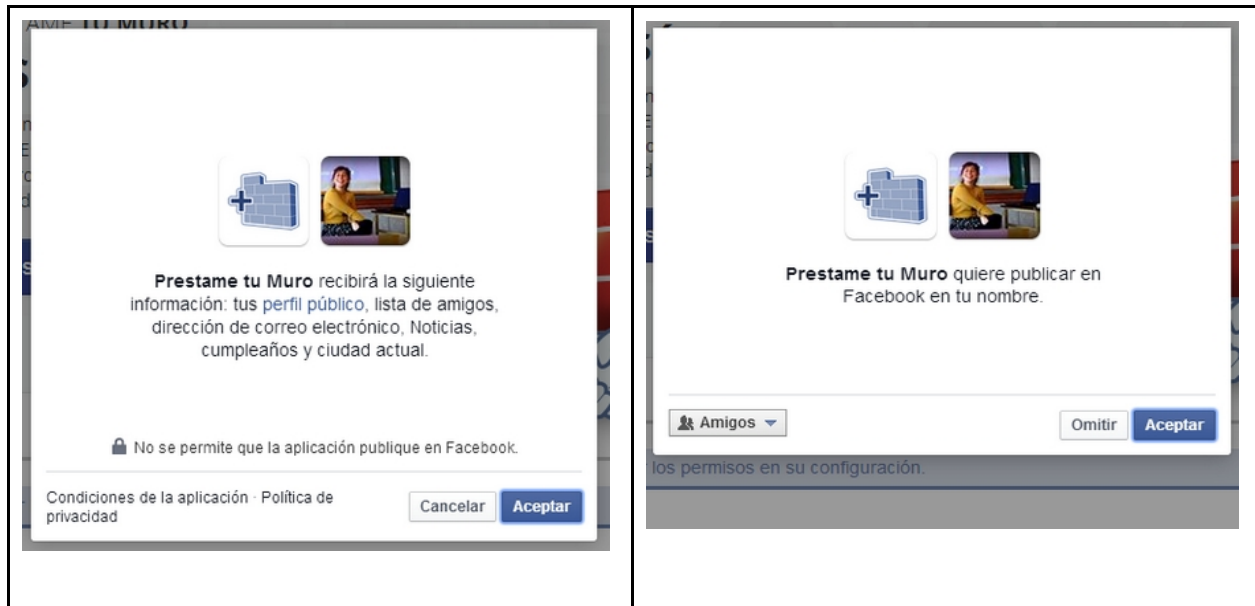 AME TU MURO
Prestame tu Muro recibirá la siguiente
información: tus perfil público, lista de amigos,
dirección de correo electrónico, Noticias,
cumpleaños y ciudad actual.
No se permite que la aplicación publique en Facebook.
Condiciones de la aplicación · Política de
privacidad
Cancelar
Aceptar
Prestame tu Muro quiere publicar en
Facebook en tu nombre.
Amigos
Omitir
Aceptar
los permisos en su configuración.